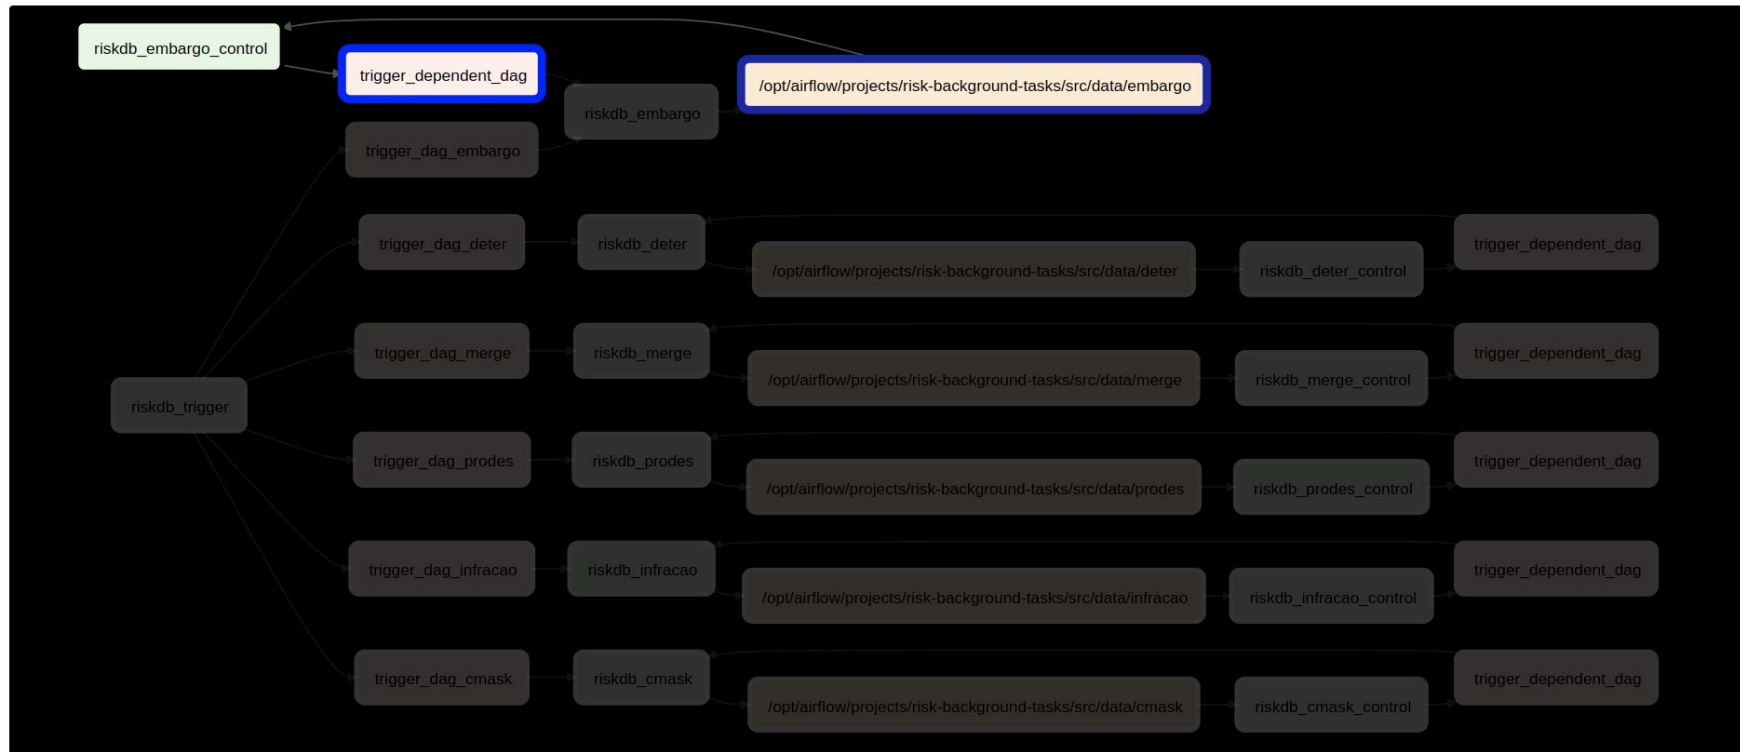 riskdb_embargo_control
trigger_dependent_dag
/opt/airflow/projects/risk-background-tasks/src/data/embargo
riskdb_embargo
trigger_dag_embargo
trigger_dag_deter
riskdb_deter
trigger_dependent_dag
/opt/airflow/projects/risk-background-tasks/src/data/deter
riskdb_deter_control
trigger_dag_merge
riskdb_merge
trigger_dependent_dag
/opt/airflow/projects/risk-background-tasks/src/data/merge
riskdb_merge_control
riskdb_trigger
trigger_dag_prodes
riskdb_prodes
trigger_dependent_dag
/opt/airflow/projects/risk-background-tasks/src/data/prodes
riskdb_prodes_control
trigger_dag_infracao
riskdb_infracao
trigger_dependent_dag
/opt/airflow/projects/risk-background-tasks/src/data/infracao
riskdb_infracao_control
trigger_dag_cmask
riskdb_cmask
trigger_dependent_dag
/opt/airflow/projects/risk-background-tasks/src/data/cmask
riskdb_cmask_control